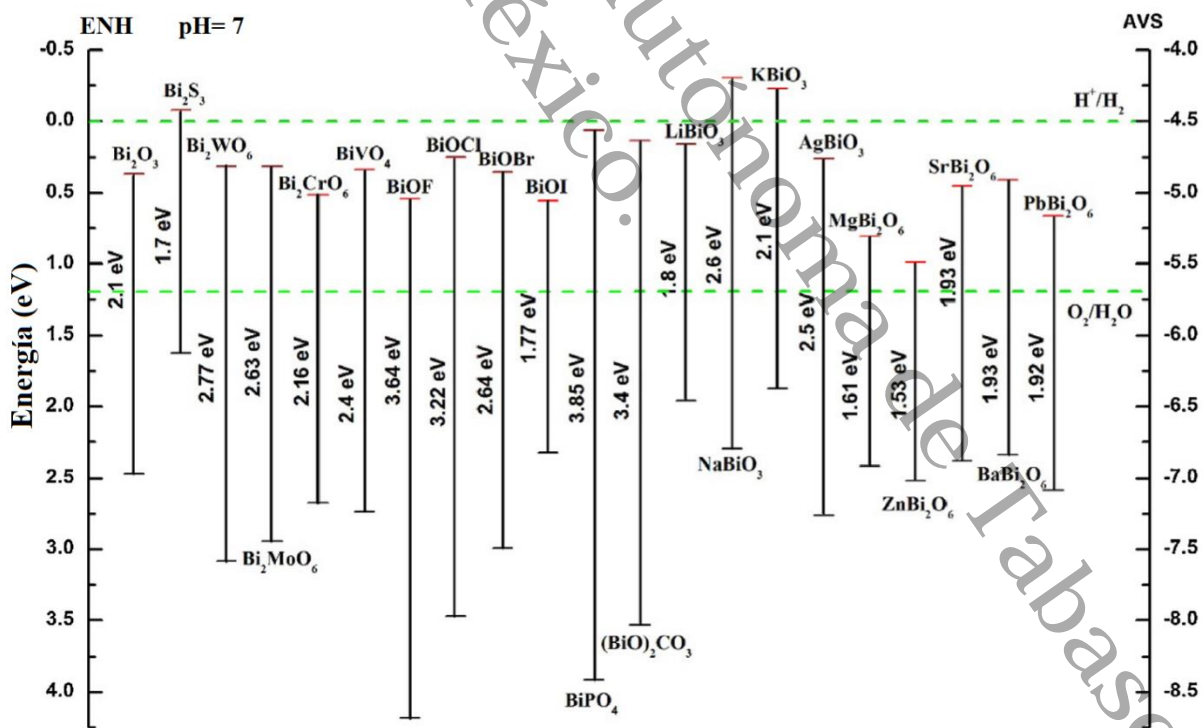 ENH pH= 7 AVS
Energía (eV)
-0.5
0.0
0.5
1.0
1.5
2.0
2.5
3.0
3.5
4.0
-4.0
-4.5
-5.0
-5.5
-6.0
-6.5
-7.0
-7.5
-8.0
-8.5
H⁺/H₂
O₂/H₂O
Bi₂O₃
2.1 eV
Bi₂S₃
1.7 eV
Bi₂WO₆
2.77 eV
Bi₂MoO₆
2.63 eV
Bi₂CrO₆
2.16 eV
BiVO₄
2.4 eV
BiOF
3.64 eV
BiOCl
3.22 eV
BiOBr
2.64 eV
BiOI
1.77 eV
BiPO₄
3.85 eV
(BiO)₂CO₃
3.4 eV
LiBiO₃
1.8 eV
NaBiO₃
2.6 eV
KBiO₃
2.1 eV
AgBiO₃
2.5 eV
MgBi₂O₆
1.61 eV
ZnBi₂O₆
1.53 eV
SrBi₂O₆
1.93 eV
BaBi₂O₆
1.93 eV
PbBi₂O₆
1.92 eV
México.
utónoma de Tabasc